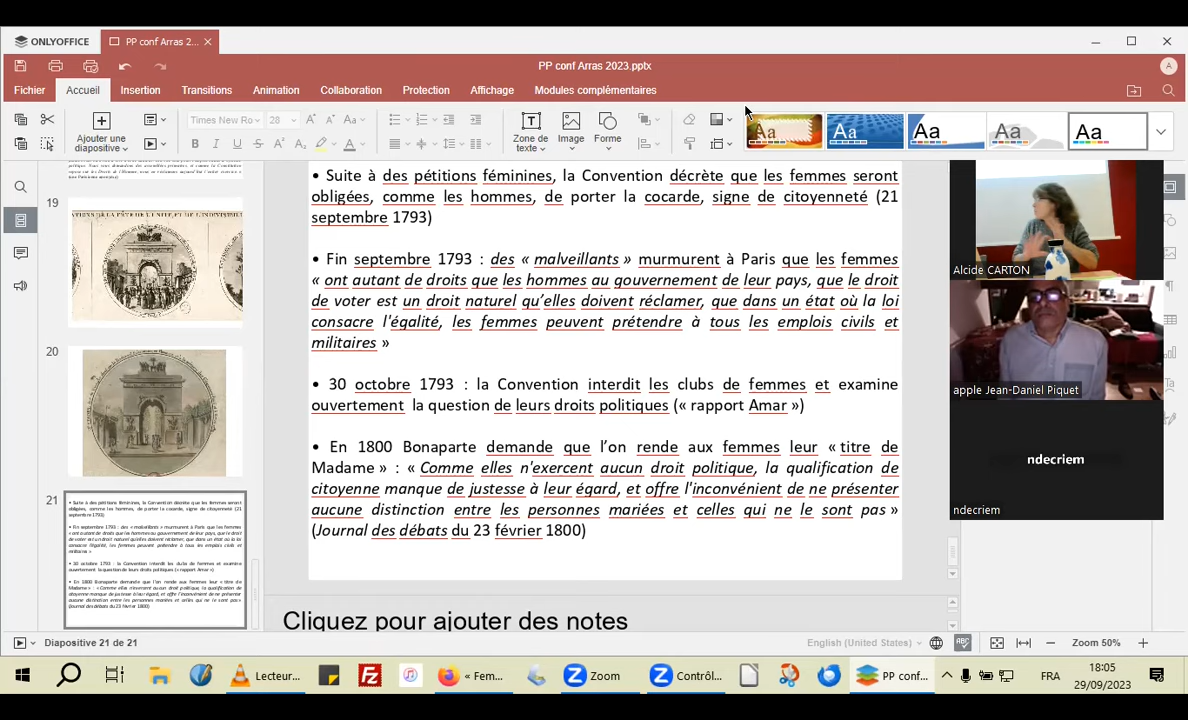 ONLYOFFICE
PP conf Arras 2...
PP conf Arras 2023.pptx
A
Fichier
Accueil
Insertion
Transitions
Animation
Collaboration
Protection
Affichage
Modules complémentaires
Ajouter une
diapositive
Times New Ro
28
Zone de
texte
Image
Forme
Aa
Aa
Aa
Aa
Aa
19
20
21
• Suite à des pétitions féminines, la Convention décrète que les femmes seront
obligées, comme les hommes, de porter la cocarde, signe de citoyenneté (21
septembre 1793)
• Fin septembre 1793 : des « malveillants » murmurent à Paris que les femmes
« ont autant de droits que les hommes au gouvernement de leur pays, que le droit
de voter est un droit naturel qu’elles doivent réclamer, que dans un état où la loi
consacre l'égalité, les femmes peuvent prétendre à tous les emplois civils et
militaires »
• 30 octobre 1793 : la Convention interdit les clubs de femmes et examine
ouvertement la question de leurs droits politiques (« rapport Amar »)
• En 1800 Bonaparte demande que l’on rende aux femmes leur « titre de
Madame » : « Comme elles n'exercent aucun droit politique, la qualification de
citoyenne manque de justesse à leur égard, et offre l'inconvénient de ne présenter
aucune distinction entre les personnes mariées et celles qui ne le sont pas »
(Journal des débats du 23 février 1800)
Cliquez pour ajouter des notes
Alcide CARTON
apple Jean-Daniel Piquet
ndecriem
ndecriem
Diapositive 21 de 21
English (United States)
Zoom 50%
Lecteur...
« Fem...
Zoom
Contrôl...
PP conf...
FRA
18:05
29/09/2023